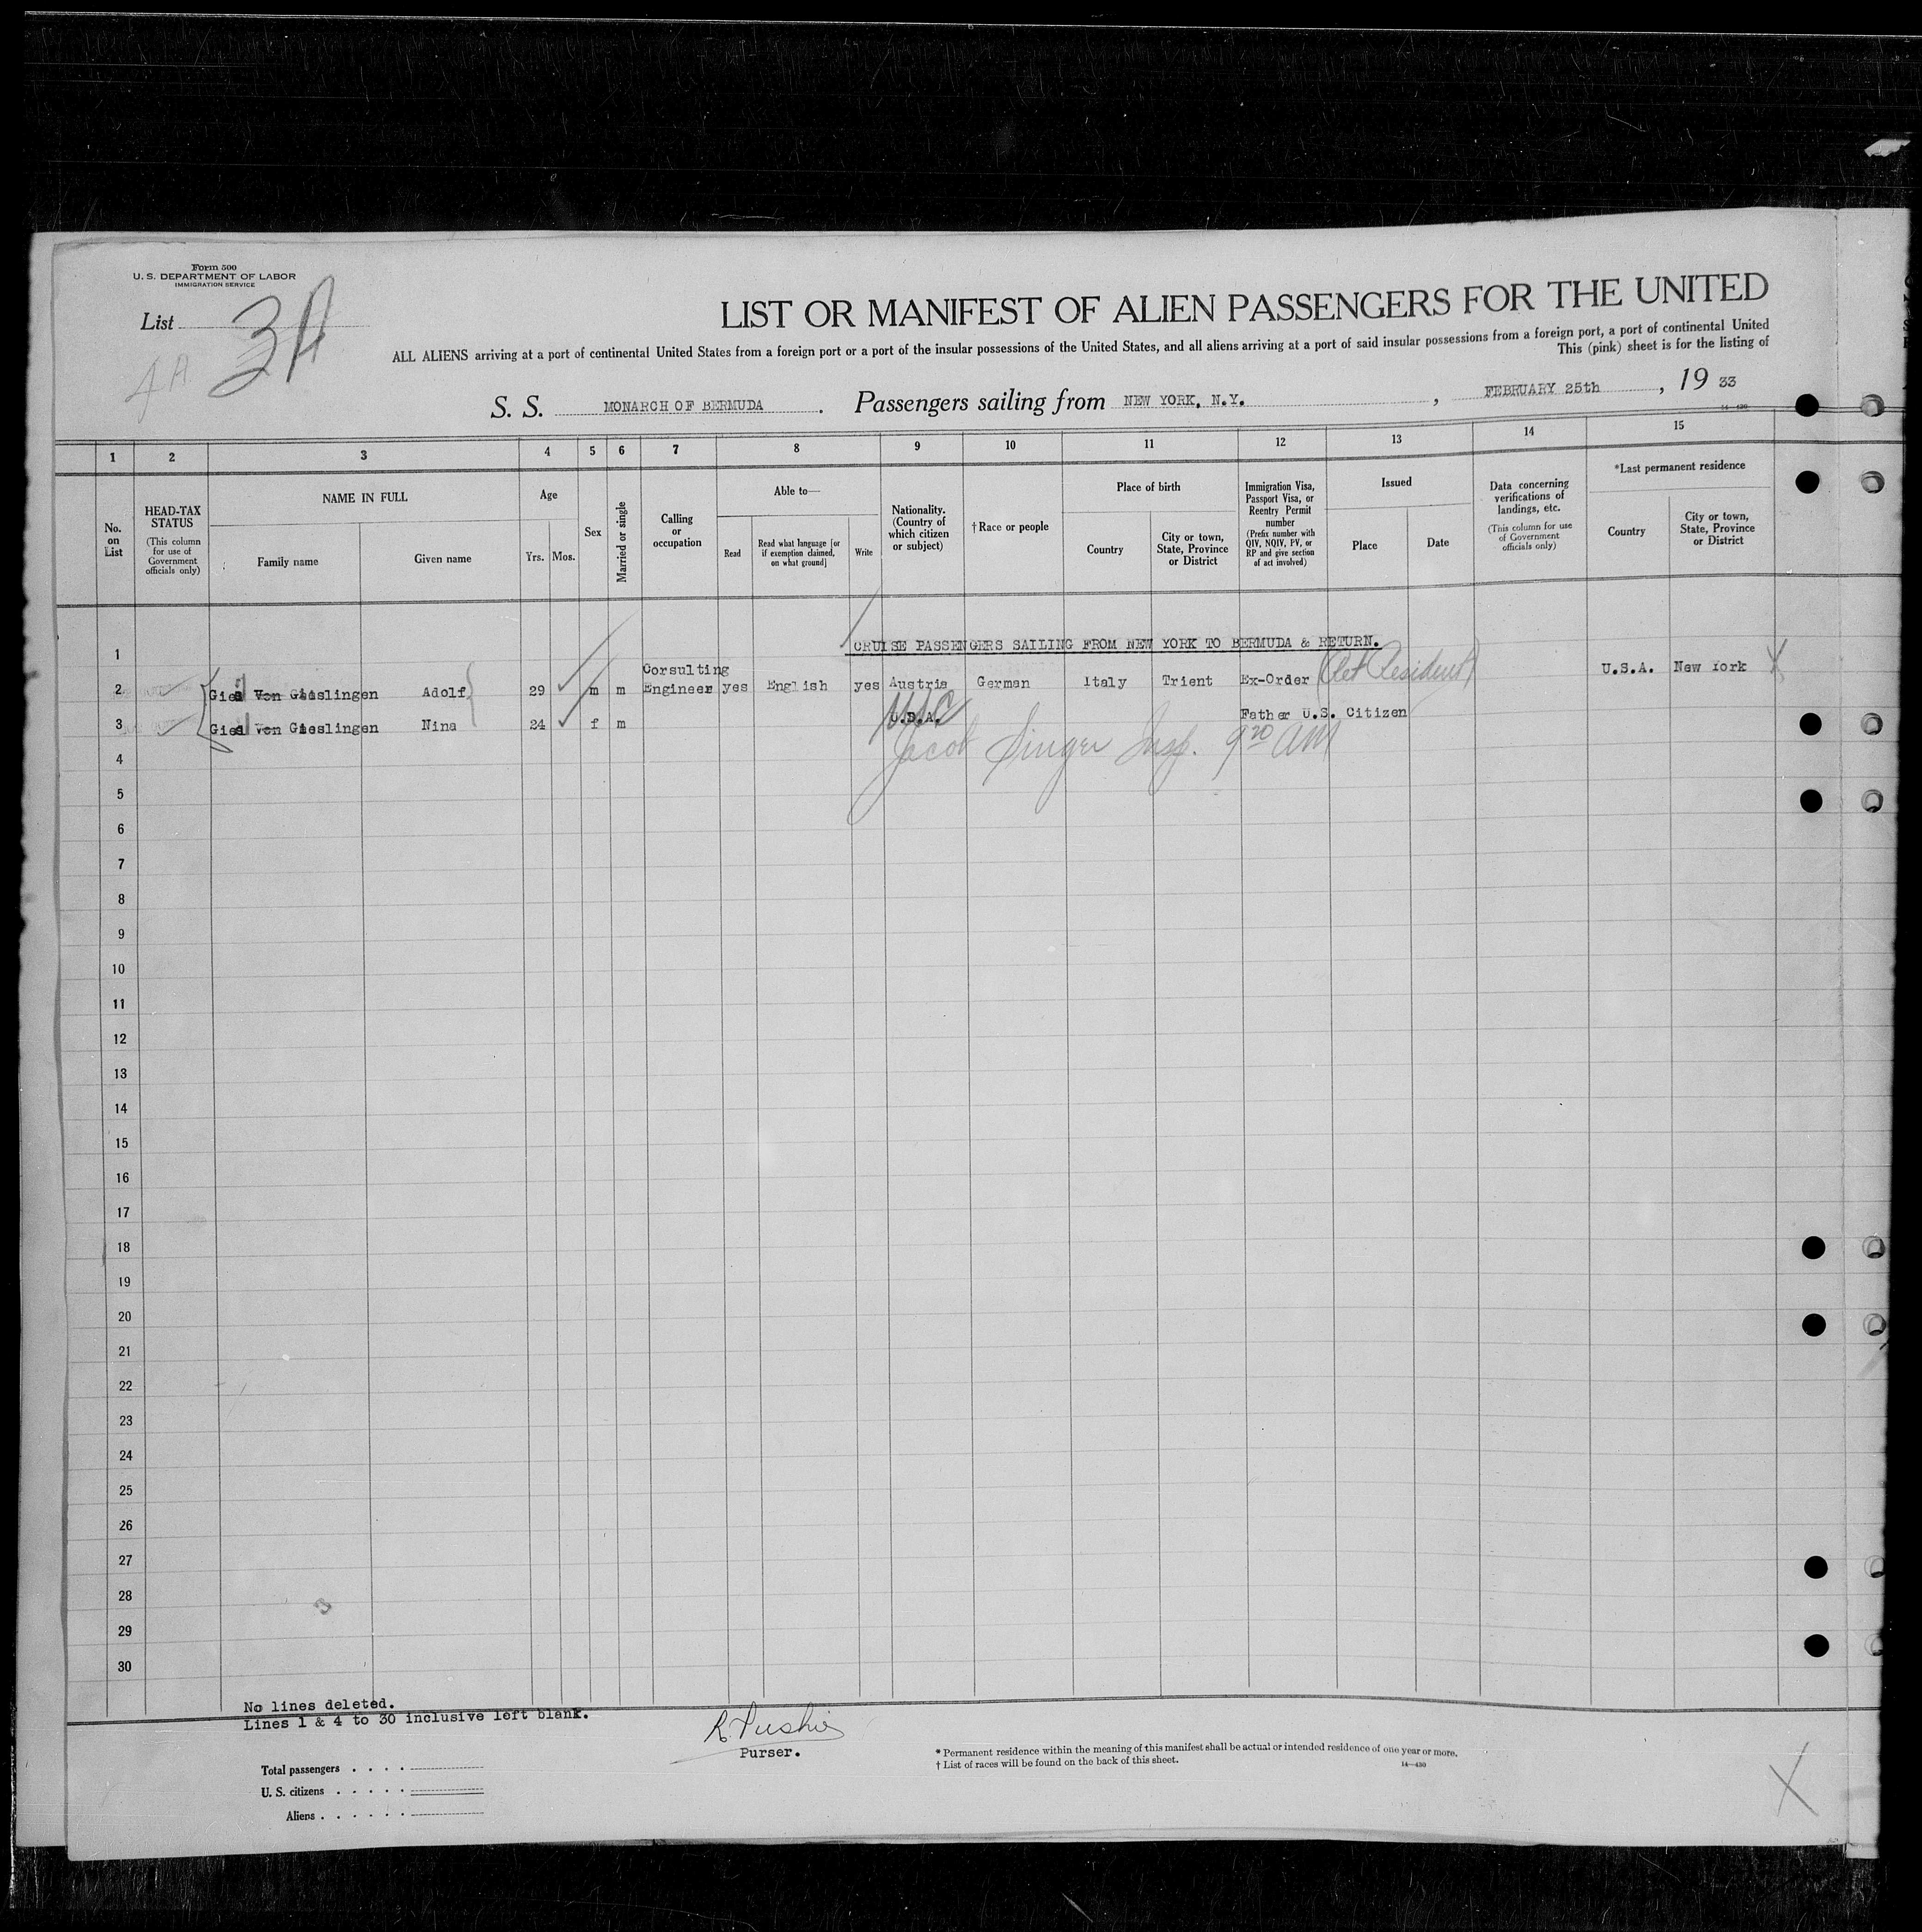 Form 500
U. S. DEPARTMENT OF LABOR
IMMIGRATION SERVICE
List 3A
4A
LIST OR MANIFEST OF ALIEN PASSENGERS FOR THE UNITED
ALL ALIENS arriving at a port of continental United States from a foreign port or a port of the insular possessions of the United States, and all aliens arriving at a port of said insular possessions from a foreign port, a port of continental United
This (pink) sheet is for the listing of
S. S. MONARCH OF BERMUDA . Passengers sailing from NEW YORK, N.Y. , FEBRUARY 25th , 19 33
14—430
1 2 3 4 5 6 7 8 9 10 11 12 13 14 15
No. on List
HEAD-TAX STATUS
(This column for use of Government officials only)
NAME IN FULL
Family name
Given name
Age
Yrs. Mos.
Sex
Married or single
Calling or occupation
Able to—
Read
Read what language [or if exemption claimed, on what ground]
Write
Nationality. (Country of which citizen or subject)
†Race or people
Place of birth
Country
City or town, State, Province or District
Immigration Visa, Passport Visa, or Reentry Permit number
(Prefix number with QIV, NQIV, PV, or RP and give section of act involved)
Issued
Place
Date
Data concerning verifications of landings, etc.
(This column for use of Government officials only)
*Last permanent residence
Country
City or town, State, Province or District
1 CRUISE PASSENGERS SAILING FROM NEW YORK TO BERMUDA & RETURN.
2 Von Gieslingen Adolf 29 m m Corsulting Engineer yes English yes Austria German Italy Trient Ex-Order (Ret Resident) U.S.A. New York X
3 Von Gieslingen Nina 24 f m U.S.A. USC Father U.S. Citizen
Jacob Singer Insp. 9 20 AM
4
5
6
7
8
9
10
11
12
13
14
15
16
17
18
19
20
21
22
23
24
25
26
27
28
29
30
3
No lines deleted.
Lines 1 & 4 to 30 inclusive left blank.
Purser.
Total passengers . . . .
U. S. citizens . . . . .
Aliens . . . . . .
* Permanent residence within the meaning of this manifest shall be actual or intended residence of one year or more.
† List of races will be found on the back of this sheet.
14—430
X